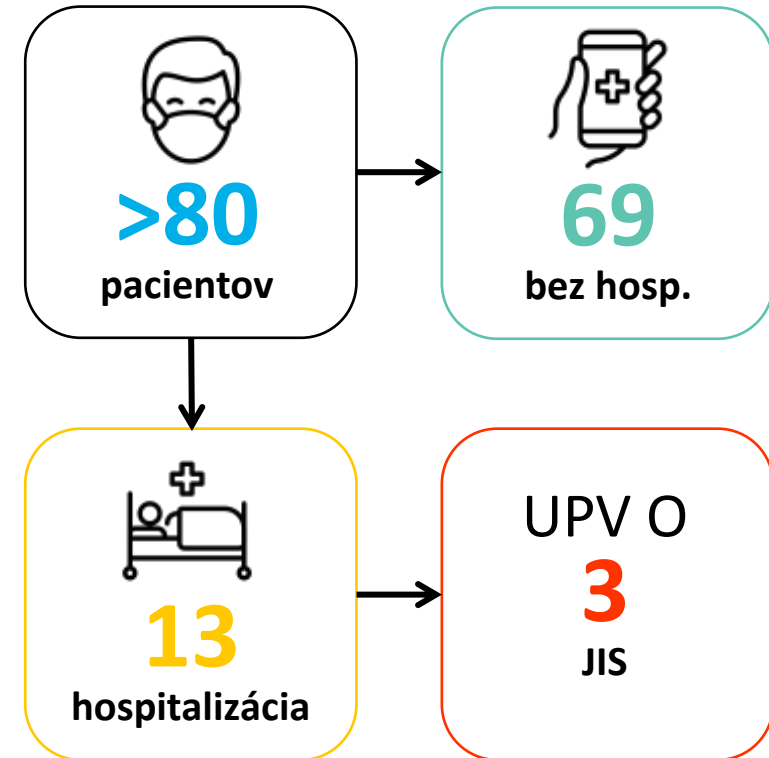 >80
pacientov
69
bez hosp.
13
hospitalizácia
UPV O
3
JIS